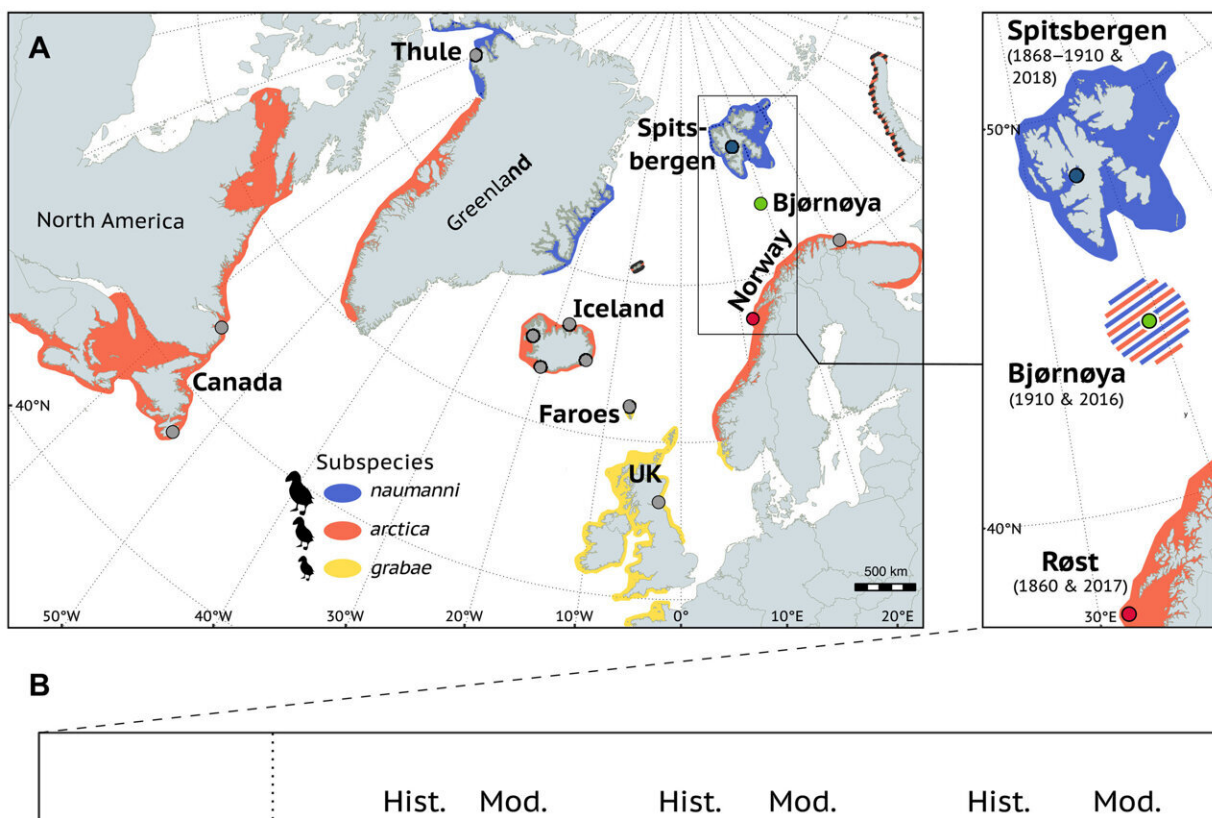 A
Thule
Spits-
bergen
Bjørnøya
North America
Greenland
Norway
Iceland
Canada
Faroes
40°N
UK
Subspecies
naumanni
arctica
grabae
500 km
50°W
40°W
30°W
20°W
10°W
0°
10°E
20°E
Spitsbergen
(1868–1910 &
2018)
50°N
Bjørnøya
(1910 & 2016)
40°N
Røst
(1860 & 2017)
30°E
B
Hist. Mod. Hist. Mod. Hist. Mod.